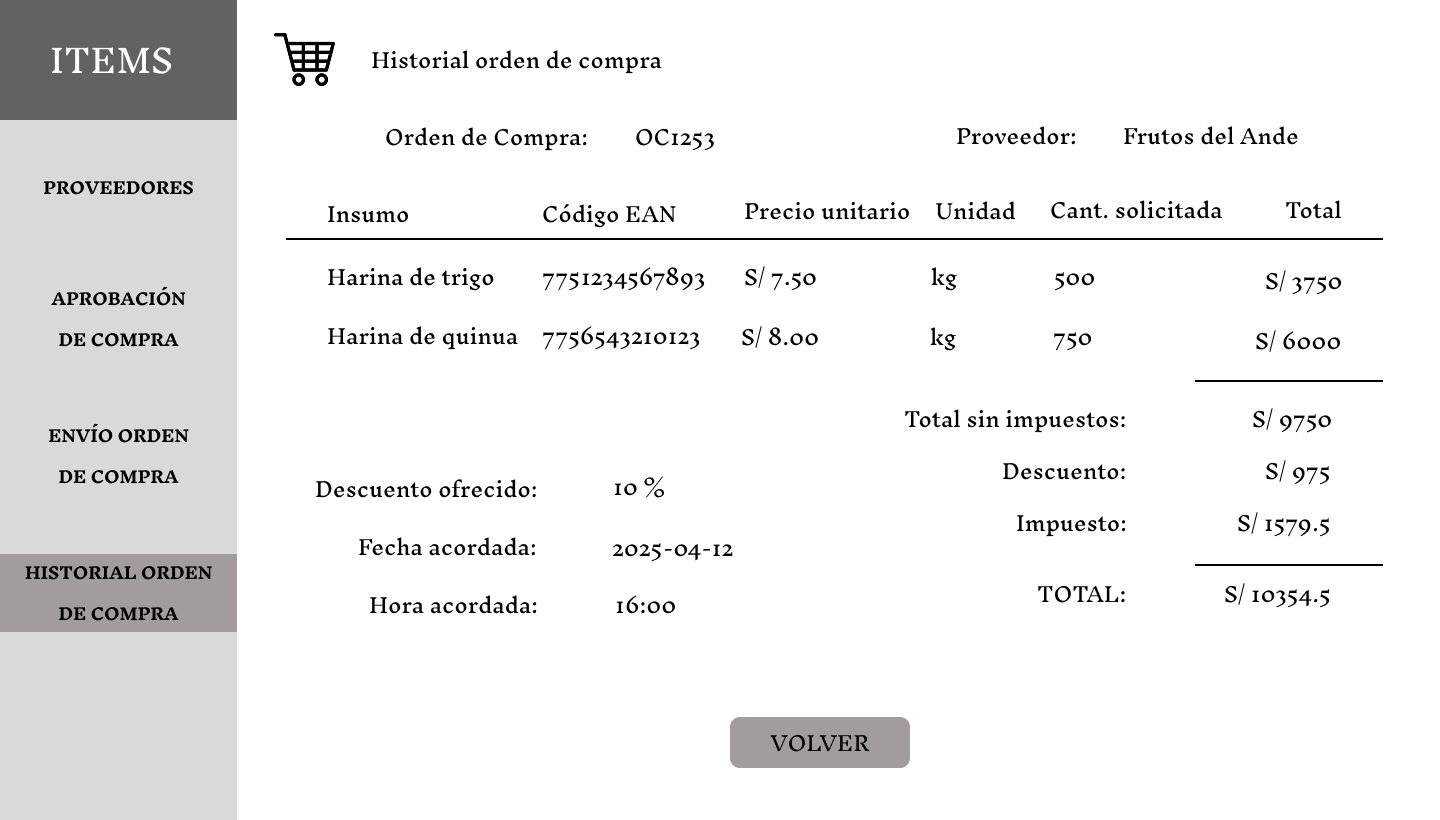 ITEMS
Historial orden de compra
PROVEEDORES
APROBACIÓN
DE COMPRA
ENVÍO ORDEN
DE COMPRA
HISTORIAL ORDEN
DE COMPRA
Orden de Compra: OC1253 Proveedor: Frutos del Ande
Insumo Código EAN Precio unitario Unidad Cant. solicitada Total
Harina de trigo 7751234567893 S/ 7.50 kg 500 S/ 3750
Harina de quinua 7756543210123 S/ 8.00 kg 750 S/ 6000
Total sin impuestos: S/ 9750
Descuento: S/ 975
Impuesto: S/ 1579.5
TOTAL: S/ 10354.5
Descuento ofrecido: 10 %
Fecha acordada: 2025-04-12
Hora acordada: 16:00
VOLVER